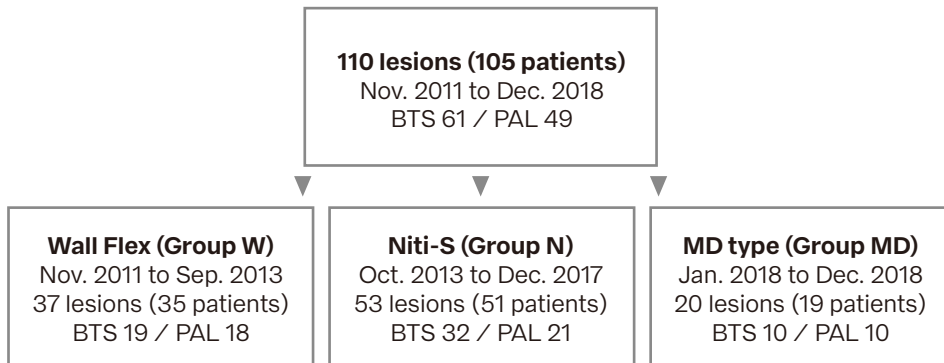 110 lesions (105 patients)
Nov. 2011 to Dec. 2018
BTS 61 / PAL 49
Wall Flex (Group W)
Nov. 2011 to Sep. 2013
37 lesions (35 patients)
BTS 19 / PAL 18
Niti-S (Group N)
Oct. 2013 to Dec. 2017
53 lesions (51 patients)
BTS 32 / PAL 21
MD type (Group MD)
Jan. 2018 to Dec. 2018
20 lesions (19 patients)
BTS 10 / PAL 10